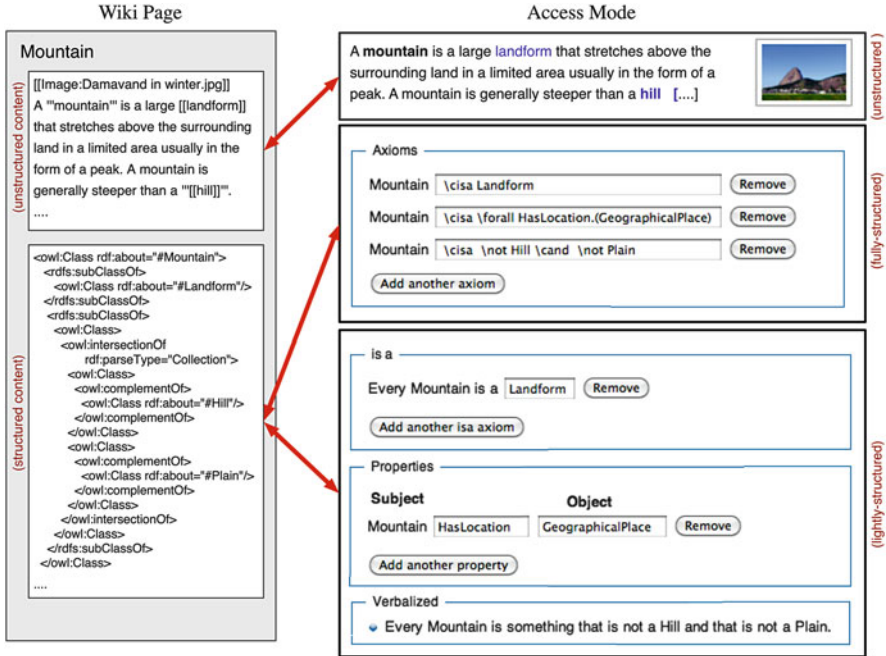 Wiki Page
Access Mode
Mountain
(unstructured content)
[[Image:Damavand in winter.jpg]]
A '''mountain''' is a large [[landform]]
that stretches above the surrounding
land in a limited area usually in the
form of a peak. A mountain is
generally steeper than a '''[[hill]]'''.
....
(structured content)
<owl:Class rdf:about="#Mountain">
<rdfs:subClassOf>
<owl:Class rdf:about="#Landform"/>
</rdfs:subClassOf>
<rdfs:subClassOf>
<owl:Class>
<owl:intersectionOf
rdf:parseType="Collection">
<owl:Class>
<owl:complementOf>
<owl:Class rdf:about="#Hill"/>
</owl:complementOf>
</owl:Class>
<owl:Class>
<owl:complementOf>
<owl:Class rdf:about="#Plain"/>
</owl:complementOf>
</owl:Class>
</owl:intersectionOf>
</owl:Class>
</rdfs:subClassOf>
</owl:Class>
....
A mountain is a large landform that stretches above the
surrounding land in a limited area usually in the form of a
peak. A mountain is generally steeper than a hill [....]
(unstructured )
Axioms
Mountain \cisa Landform Remove
Mountain \cisa \forall HasLocation.(GeographicalPlace) Remove
Mountain \cisa \not Hill \cand \not Plain Remove
Add another axiom
(fully-structured)
is a
Every Mountain is a Landform Remove
Add another isa axiom
Properties
Subject Object
Mountain HasLocation GeographicalPlace Remove
Add another property
Verbalized
Every Mountain is something that is not a Hill and that is not a Plain.
(lightly-structured)